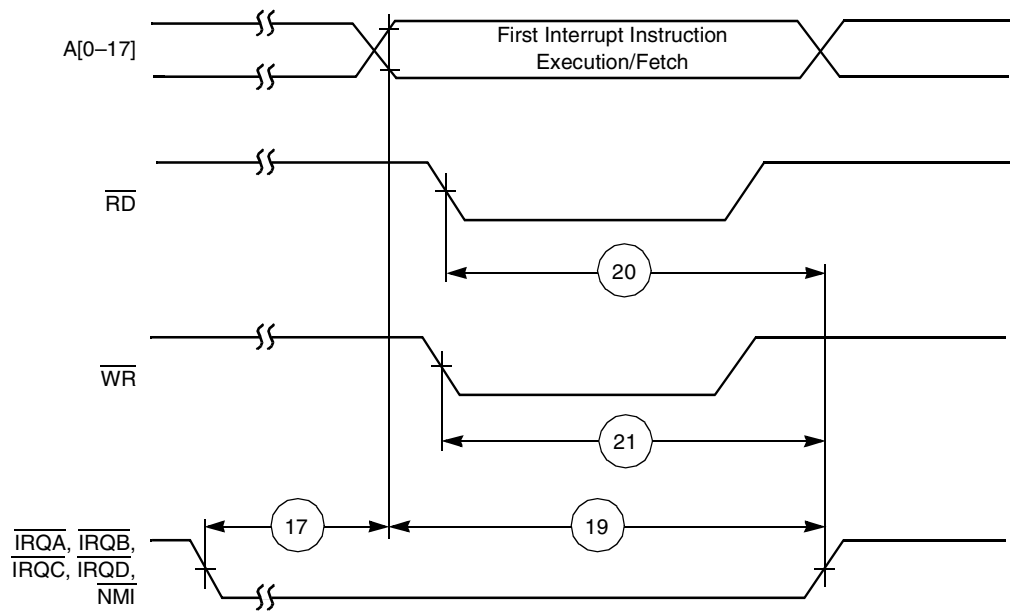 A[0–17]
First Interrupt Instruction
Execution/Fetch
RD
20
WR
21
17
19
IRQA, IRQB,
IRQC, IRQD,
NMI